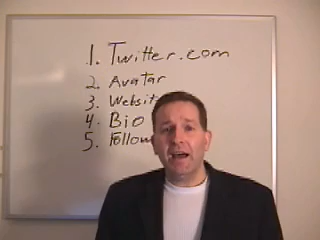 1. Twitter.com
2. Avatar
3. Websit
4. Bio
5. Follow